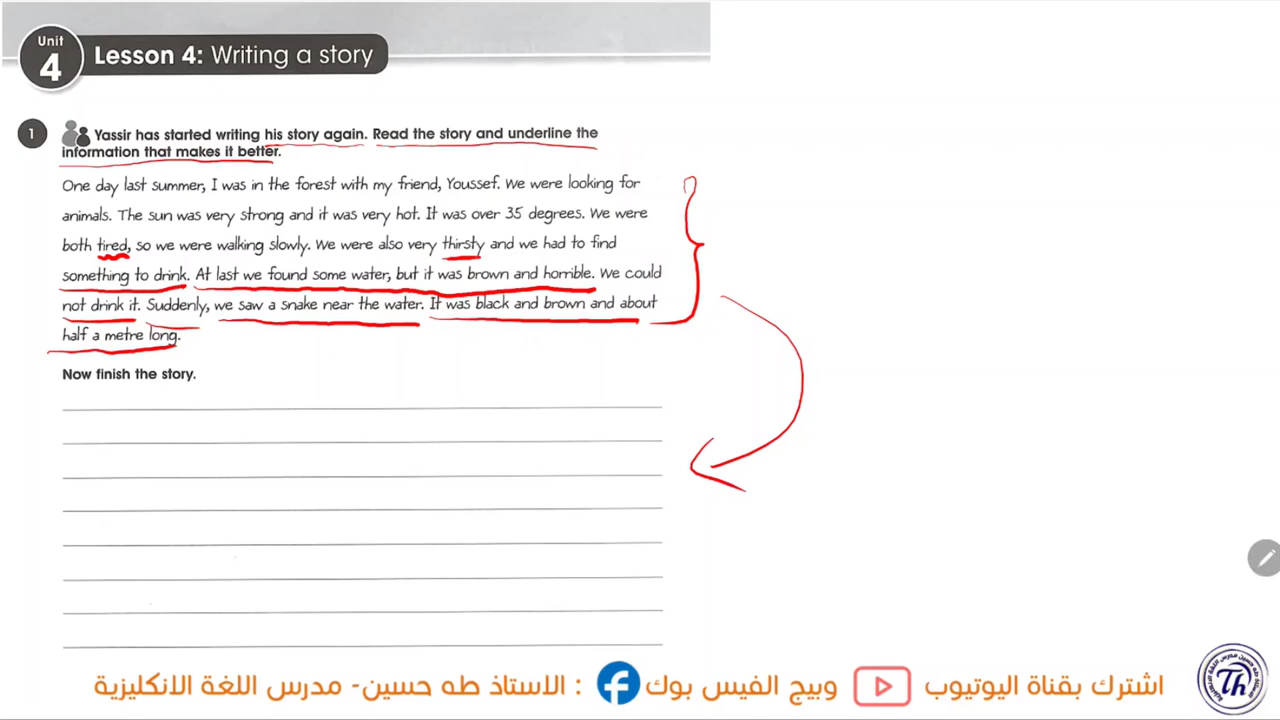 Unit
4
Lesson 4: Writing a story
1
Yassir has started writing his story again. Read the story and underline the
information that makes it better.
One day last summer, I was in the forest with my friend, Youssef. We were looking for
animals. The sun was very strong and it was very hot. It was over 35 degrees. We were
both tired, so we were walking slowly. We were also very thirsty and we had to find
something to drink. At last we found some water, but it was brown and horrible. We could
not drink it. Suddenly, we saw a snake near the water. It was black and brown and about
half a metre long.
Now finish the story.
اشترك بقناة اليوتيوب وبيج الفيس بوك : الاستاذ طه حسين- مدرس اللغة الانكليزية
Th